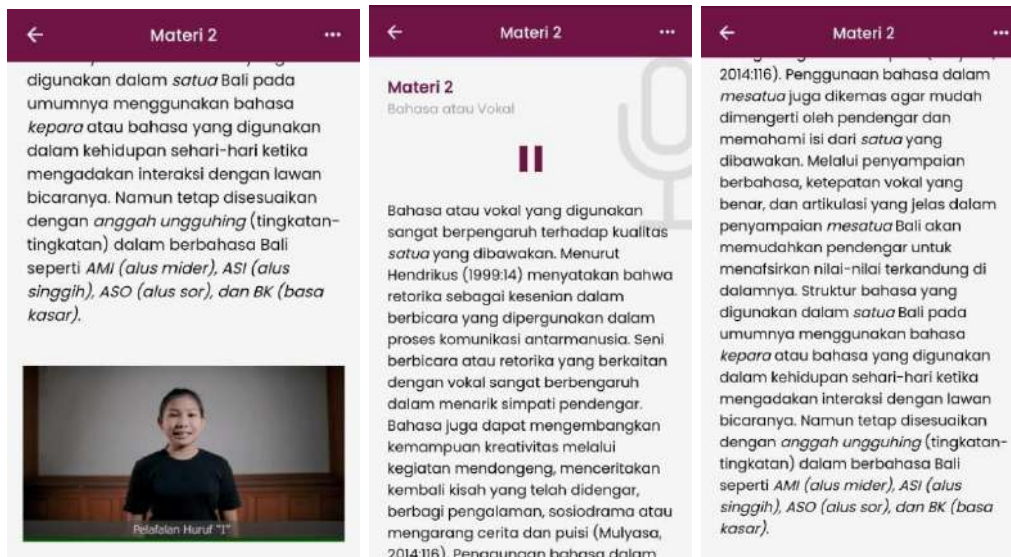 Materi 2
digunakan dalam satua Bali pada
umumnya menggunakan bahasa
kepara atau bahasa yang digunakan
dalam kehidupan sehari-hari ketika
mengadakan interaksi dengan lawan
bicaranya. Namun tetap disesuaikan
dengan anggah ungguhing (tingkatan-
tingkatan) dalam berbahasa Bali
seperti AMI (alus mider), ASI (alus
singgih), ASO (alus sor), dan BK (basa
kasar).
Pelafalan Huruf "I"
Materi 2
Materi 2
Bahasa atau Vokal
Bahasa atau vokal yang digunakan
sangat berpengaruh terhadap kualitas
satua yang dibawakan. Menurut
Hendrikus (1999:14) menyatakan bahwa
retorika sebagai kesenian dalam
berbicara yang dipergunakan dalam
proses komunikasi antarmanusia. Seni
berbicara atau retorika yang berkaitan
dengan vokal sangat berbengaruh
dalam menarik simpati pendengar.
Bahasa juga dapat mengembangkan
kemampuan kreativitas melalui
kegiatan mendongeng, menceritakan
kembali kisah yang telah didengar,
berbagi pengalaman, sosiodrama atau
mengarang cerita dan puisi (Mulyasa,
2014:116). Penggunaan bahasa dalam
Materi 2
2014:116). Penggunaan bahasa dalam
mesatua juga dikemas agar mudah
dimengerti oleh pendengar dan
memahami isi dari satua yang
dibawakan. Melalui penyampaian
berbahasa, ketepatan vokal yang
benar, dan artikulasi yang jelas dalam
penyampaian mesatua Bali akan
memudahkan pendengar untuk
menafsirkan nilai-nilai terkandung di
dalamnya. Struktur bahasa yang
digunakan dalam satua Bali pada
umumnya menggunakan bahasa
kepara atau bahasa yang digunakan
dalam kehidupan sehari-hari ketika
mengadakan interaksi dengan lawan
bicaranya. Namun tetap disesuaikan
dengan anggah ungguhing (tingkatan-
tingkatan) dalam berbahasa Bali
seperti AMI (alus mider), ASI (alus
singgih), ASO (alus sor), dan BK (basa
kasar).